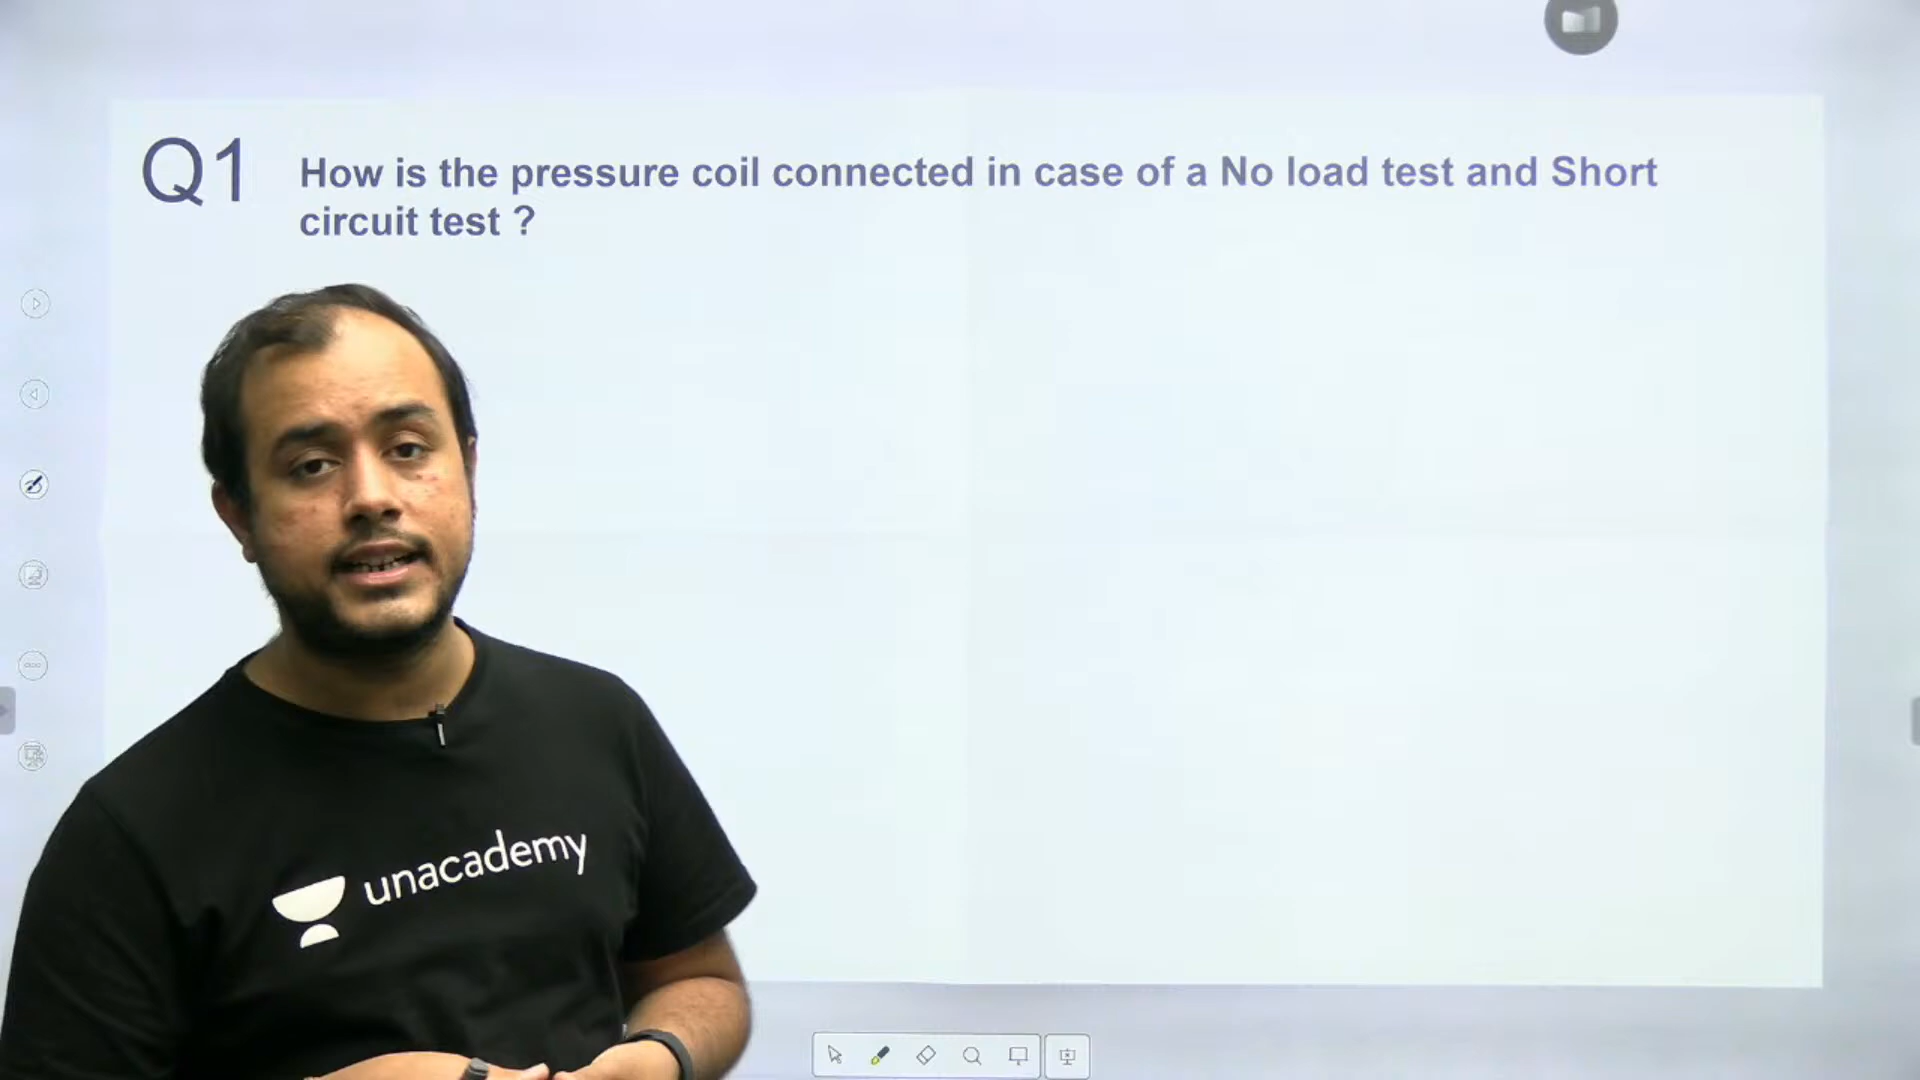 Q1 How is the pressure coil connected in case of a No load test and Short
circuit test ?
unacademy